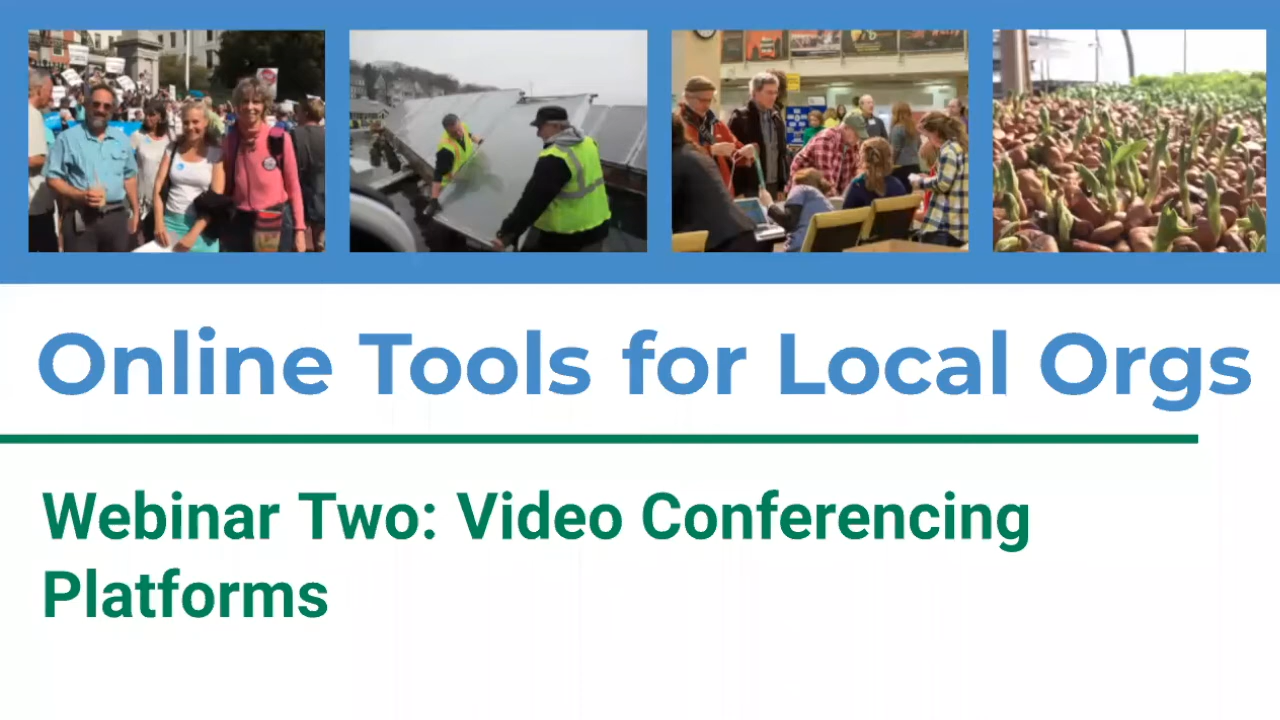 Online Tools for Local Orgs
Webinar Two: Video Conferencing
Platforms